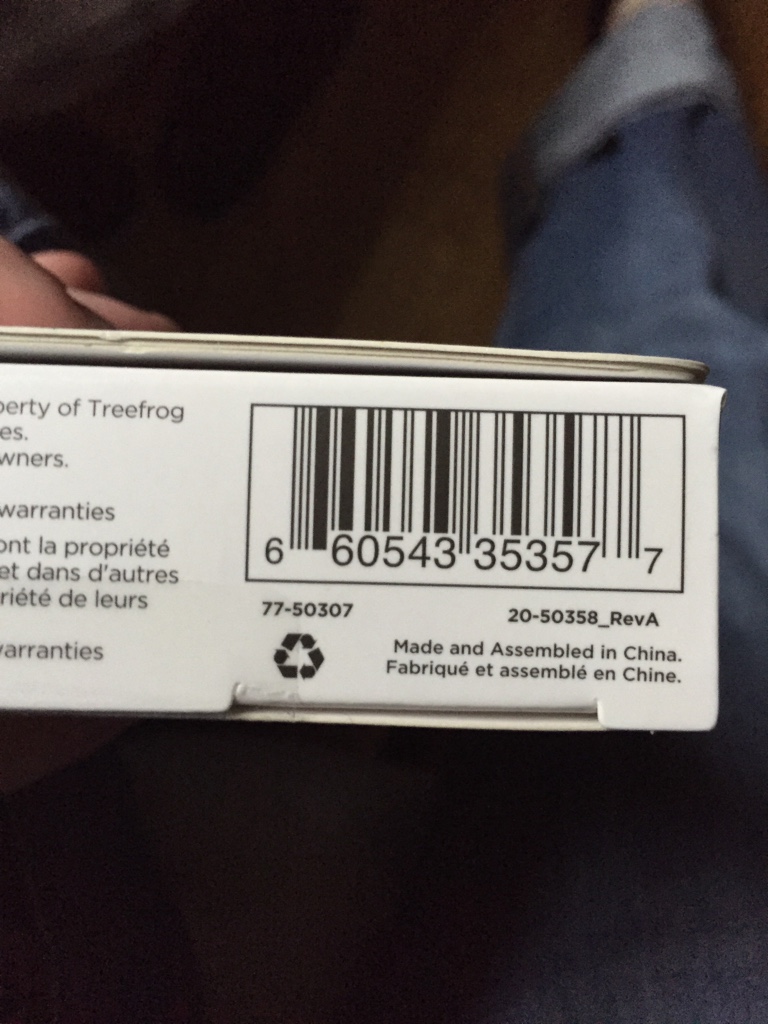 perty of Treefrog
es.
wners.
warranties
ont la propriété
et dans d'autres
riété de leurs
arranties
6 60543 35357 7
77-50307
20-50358_RevA
Made and Assembled in China.
Fabriqué et assemblé en Chine.